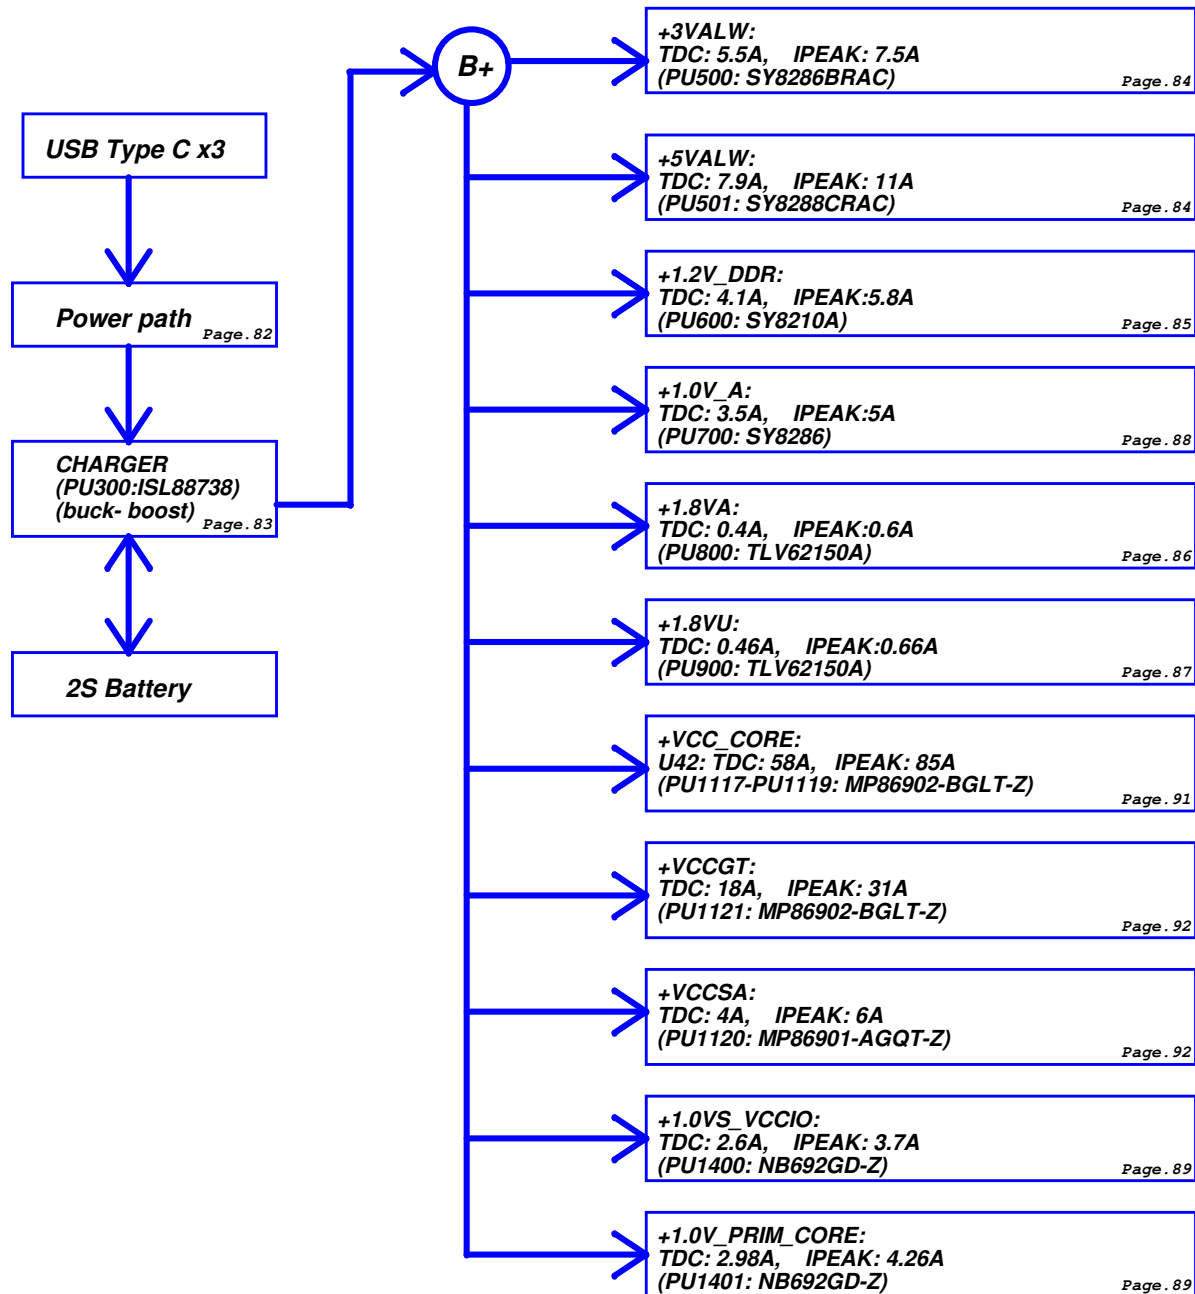 USB Type C x3
Power path
Page.82
CHARGER
(PU300:ISL88738)
(buck- boost)
Page.83
2S Battery
B+
+3VALW:
TDC: 5.5A, IPEAK: 7.5A
(PU500: SY8286BRAC)
Page.84
+5VALW:
TDC: 7.9A, IPEAK: 11A
(PU501: SY8288CRAC)
Page.84
+1.2V_DDR:
TDC: 4.1A, IPEAK:5.8A
(PU600: SY8210A)
Page.85
+1.0V_A:
TDC: 3.5A, IPEAK:5A
(PU700: SY8286)
Page.88
+1.8VA:
TDC: 0.4A, IPEAK:0.6A
(PU800: TLV62150A)
Page.86
+1.8VU:
TDC: 0.46A, IPEAK:0.66A
(PU900: TLV62150A)
Page.87
+VCC_CORE:
U42: TDC: 58A, IPEAK: 85A
(PU1117-PU1119: MP86902-BGLT-Z)
Page.91
+VCCGT:
TDC: 18A, IPEAK: 31A
(PU1121: MP86902-BGLT-Z)
Page.92
+VCCSA:
TDC: 4A, IPEAK: 6A
(PU1120: MP86901-AGQT-Z)
Page.92
+1.0VS_VCCIO:
TDC: 2.6A, IPEAK: 3.7A
(PU1400: NB692GD-Z)
Page.89
+1.0V_PRIM_CORE:
TDC: 2.98A, IPEAK: 4.26A
(PU1401: NB692GD-Z)
Page.89